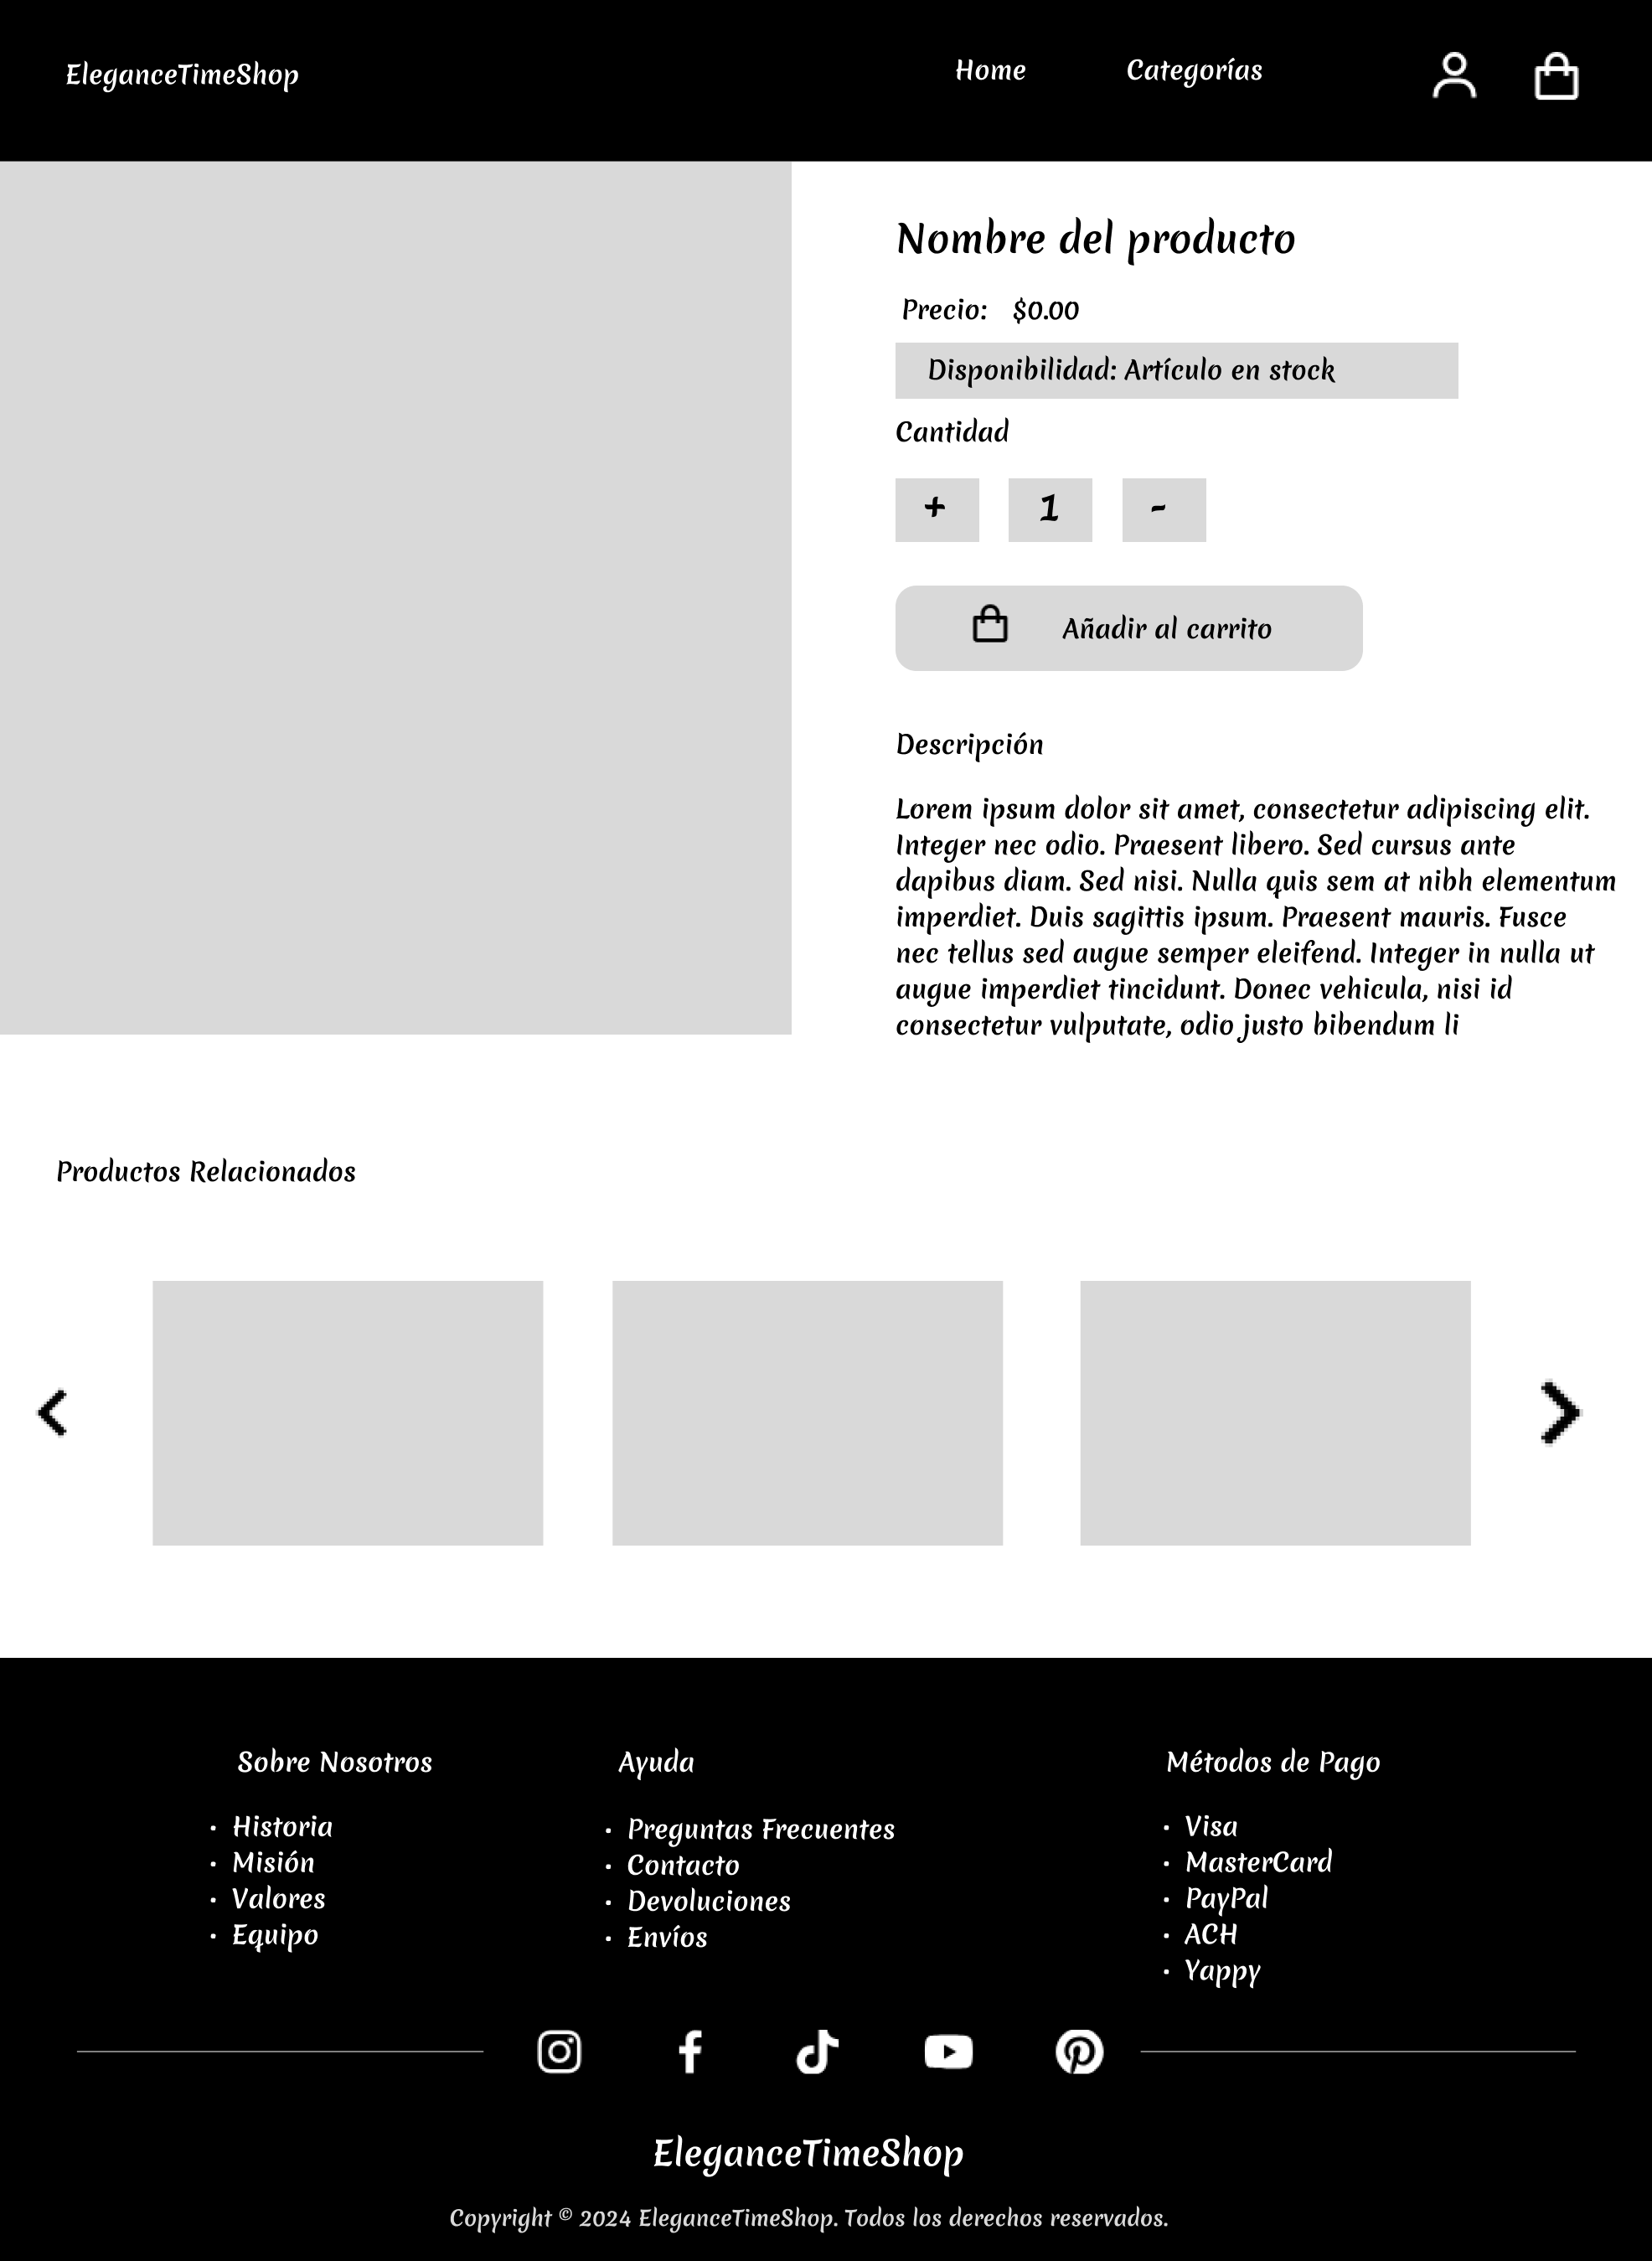 EleganceTimeShop
Home
Categorías
Nombre del producto
Precio: $0.00
Disponibilidad: Artículo en stock
Cantidad
+ 1 -
Añadir al carrito
Descripción
Lorem ipsum dolor sit amet, consectetur adipiscing elit.
Integer nec odio. Praesent libero. Sed cursus ante
dapibus diam. Sed nisi. Nulla quis sem at nibh elementum
imperdiet. Duis sagittis ipsum. Praesent mauris. Fusce
nec tellus sed augue semper eleifend. Integer in nulla ut
augue imperdiet tincidunt. Donec vehicula, nisi id
consectetur vulputate, odio justo bibendum li
Productos Relacionados
Sobre Nosotros
• Historia
• Misión
• Valores
• Equipo
Ayuda
• Preguntas Frecuentes
• Contacto
• Devoluciones
• Envíos
Métodos de Pago
• Visa
• MasterCard
• PayPal
• ACH
• Yappy
EleganceTimeShop
Copyright © 2024 EleganceTimeShop. Todos los derechos reservados.